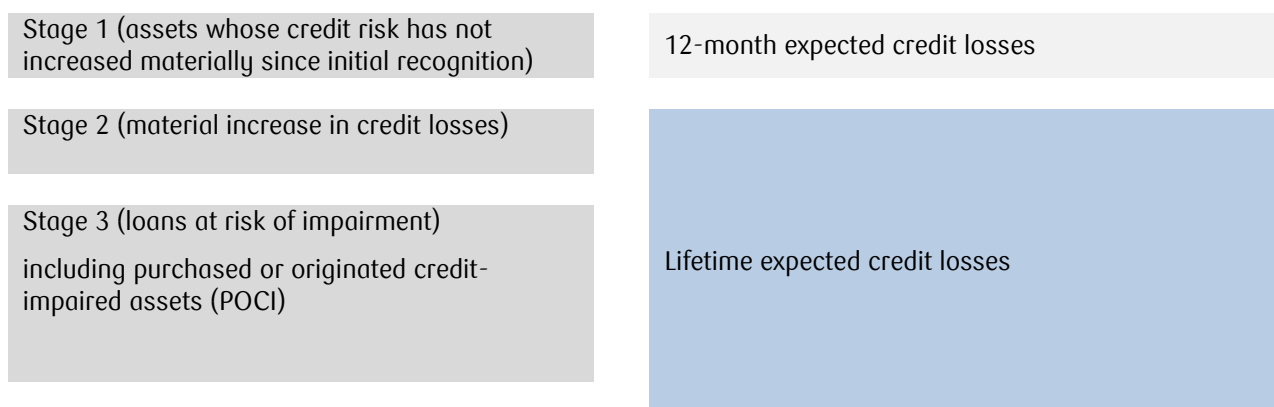 Stage 1 (assets whose credit risk has not
increased materially since initial recognition)
12-month expected credit losses
Stage 2 (material increase in credit losses)
Stage 3 (loans at risk of impairment)
including purchased or originated credit-
impaired assets (POCI)
Lifetime expected credit losses